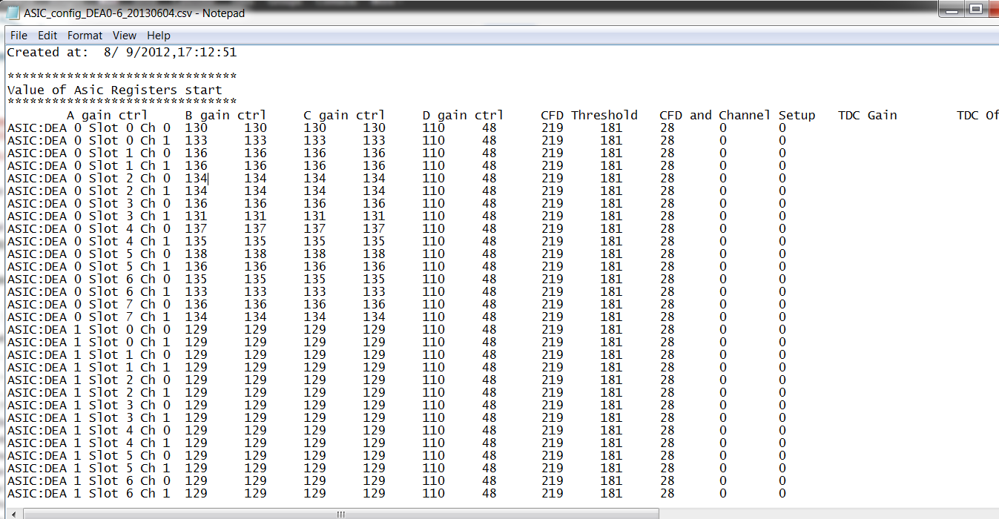 ASIC_config_DEA0-6_20130604.csv - Notepad
File Edit Format View Help
Created at:  8/ 9/2012,17:12:51
*******************************
Value of Asic Registers start
*******************************
A gain ctrl B gain ctrl C gain ctrl D gain ctrl CFD Threshold CFD and Channel Setup TDC Gain TDC Of
ASIC:DEA 0 Slot 0 Ch 0 130 130 130 130 110 48 219 181 28 0 0
ASIC:DEA 0 Slot 0 Ch 1 133 133 133 133 110 48 219 181 28 0 0
ASIC:DEA 0 Slot 1 Ch 0 136 136 136 136 110 48 219 181 28 0 0
ASIC:DEA 0 Slot 1 Ch 1 136 136 136 136 110 48 219 181 28 0 0
ASIC:DEA 0 Slot 2 Ch 0 134 134 134 134 110 48 219 181 28 0 0
ASIC:DEA 0 Slot 2 Ch 1 134 134 134 134 110 48 219 181 28 0 0
ASIC:DEA 0 Slot 3 Ch 0 136 136 136 136 110 48 219 181 28 0 0
ASIC:DEA 0 Slot 3 Ch 1 131 131 131 131 110 48 219 181 28 0 0
ASIC:DEA 0 Slot 4 Ch 0 137 137 137 137 110 48 219 181 28 0 0
ASIC:DEA 0 Slot 4 Ch 1 135 135 135 135 110 48 219 181 28 0 0
ASIC:DEA 0 Slot 5 Ch 0 138 138 138 138 110 48 219 181 28 0 0
ASIC:DEA 0 Slot 5 Ch 1 136 136 136 136 110 48 219 181 28 0 0
ASIC:DEA 0 Slot 6 Ch 0 135 135 135 135 110 48 219 181 28 0 0
ASIC:DEA 0 Slot 6 Ch 1 133 133 133 133 110 48 219 181 28 0 0
ASIC:DEA 0 Slot 7 Ch 0 136 136 136 136 110 48 219 181 28 0 0
ASIC:DEA 0 Slot 7 Ch 1 134 134 134 134 110 48 219 181 28 0 0
ASIC:DEA 1 Slot 0 Ch 0 129 129 129 129 110 48 219 181 28 0 0
ASIC:DEA 1 Slot 0 Ch 1 129 129 129 129 110 48 219 181 28 0 0
ASIC:DEA 1 Slot 1 Ch 0 129 129 129 129 110 48 219 181 28 0 0
ASIC:DEA 1 Slot 1 Ch 1 129 129 129 129 110 48 219 181 28 0 0
ASIC:DEA 1 Slot 2 Ch 0 129 129 129 129 110 48 219 181 28 0 0
ASIC:DEA 1 Slot 2 Ch 1 129 129 129 129 110 48 219 181 28 0 0
ASIC:DEA 1 Slot 3 Ch 0 129 129 129 129 110 48 219 181 28 0 0
ASIC:DEA 1 Slot 3 Ch 1 129 129 129 129 110 48 219 181 28 0 0
ASIC:DEA 1 Slot 4 Ch 0 129 129 129 129 110 48 219 181 28 0 0
ASIC:DEA 1 Slot 4 Ch 1 129 129 129 129 110 48 219 181 28 0 0
ASIC:DEA 1 Slot 5 Ch 0 129 129 129 129 110 48 219 181 28 0 0
ASIC:DEA 1 Slot 5 Ch 1 129 129 129 129 110 48 219 181 28 0 0
ASIC:DEA 1 Slot 6 Ch 0 129 129 129 129 110 48 219 181 28 0 0
ASIC:DEA 1 Slot 6 Ch 1 129 129 129 129 110 48 219 181 28 0 0